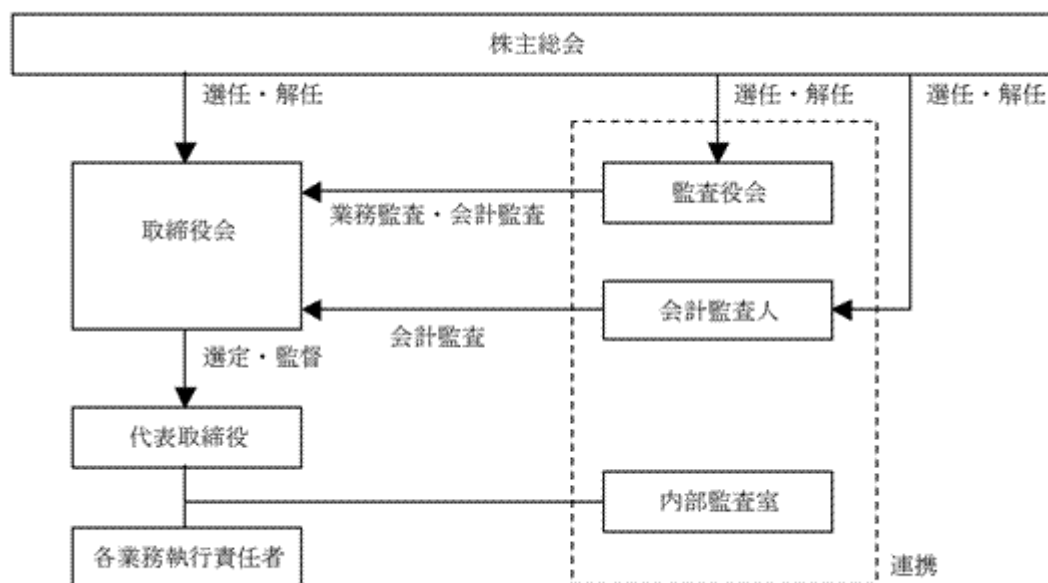 株主総会
選任・解任
選任・解任
選任・解任
取締役会
監査役会
業務監査・会計監査
会計監査人
会計監査
選定・監督
代表取締役
内部監査室
各業務執行責任者
連携